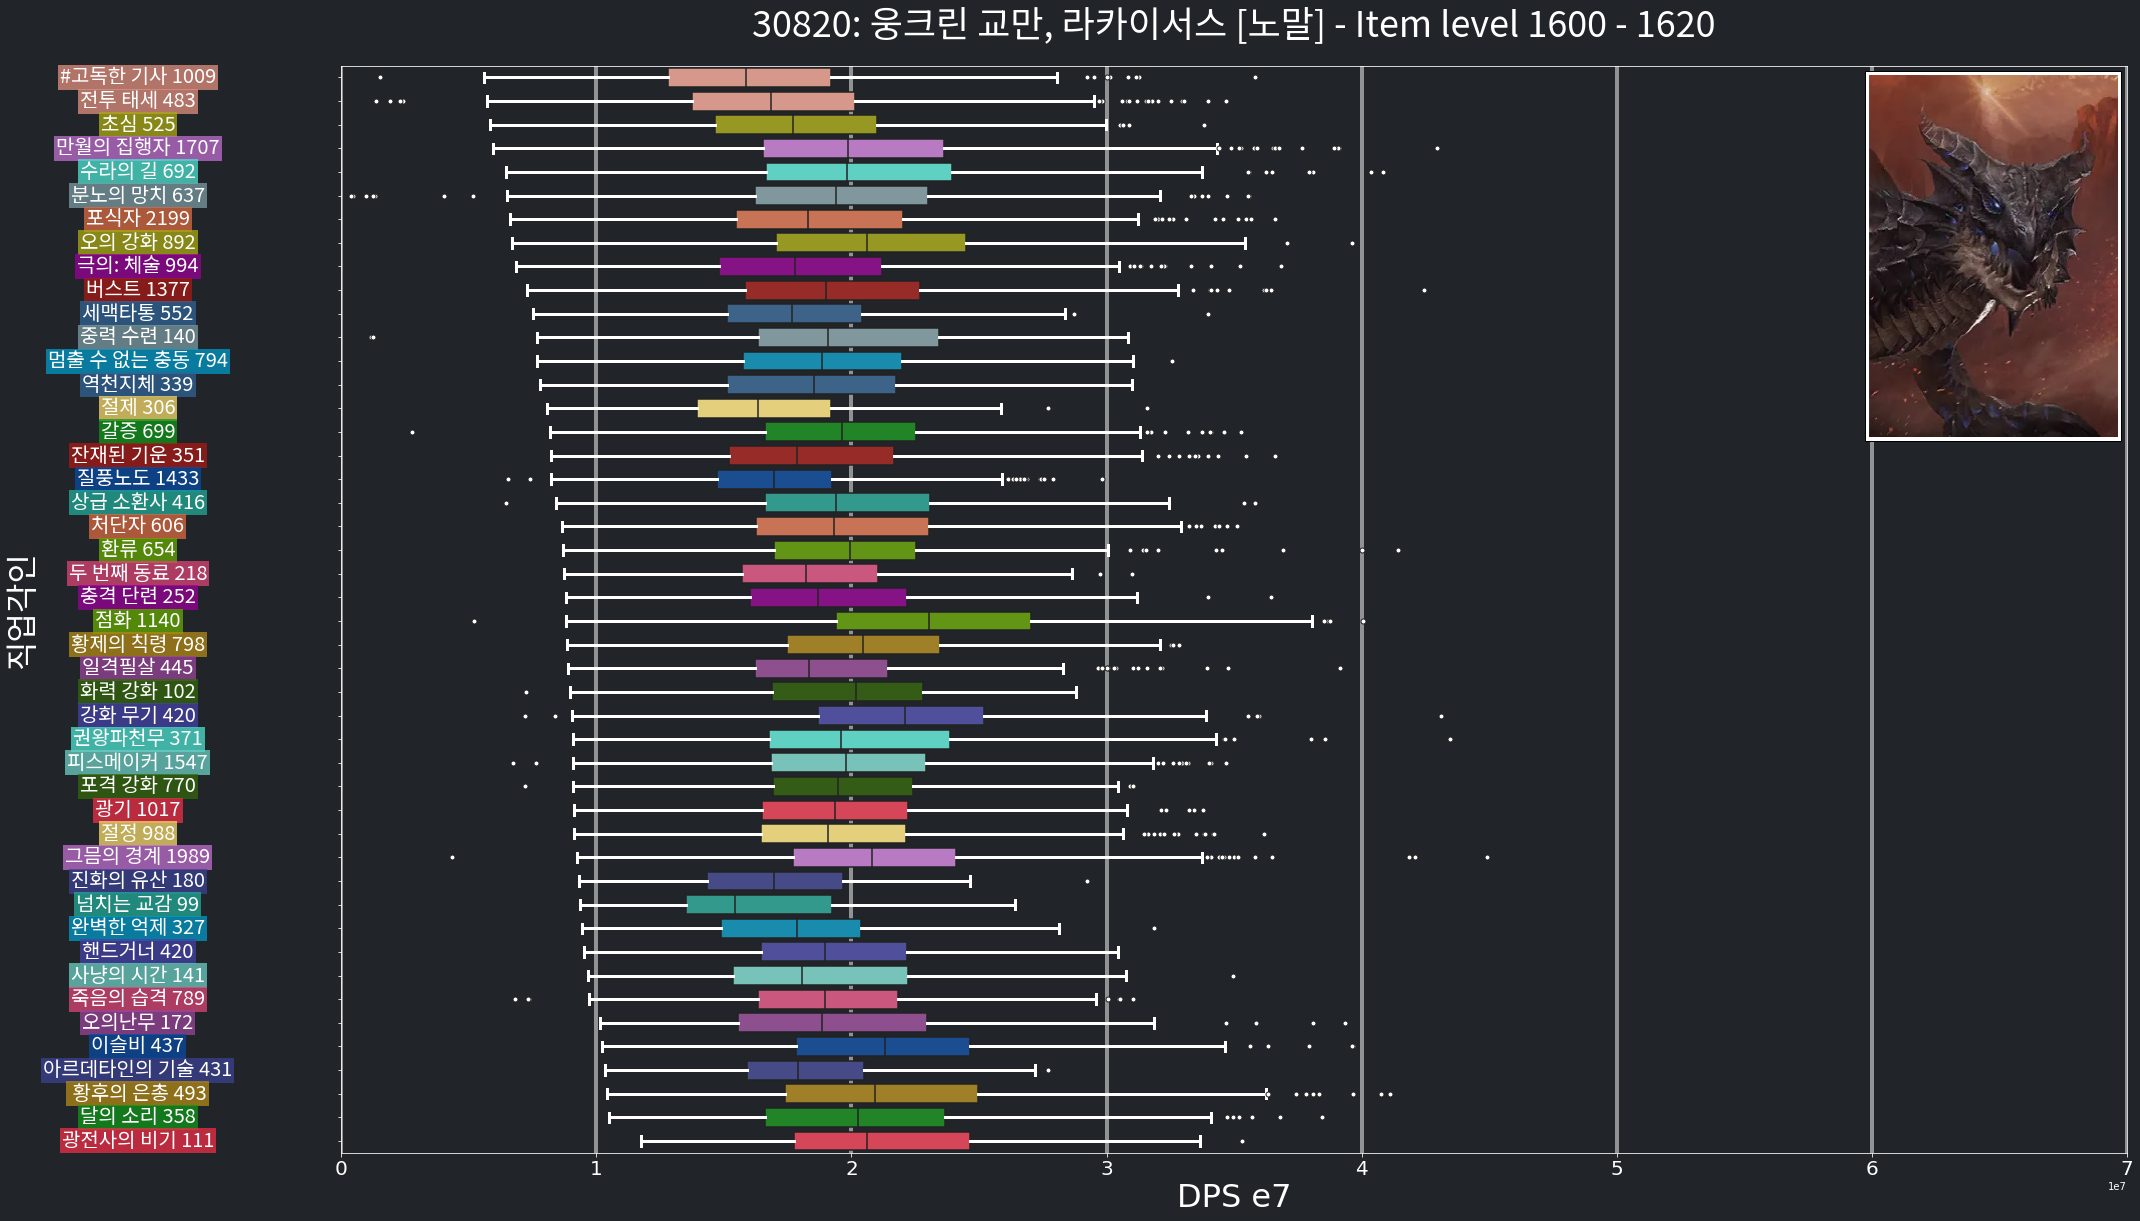 30820: 웅크린 교만, 라카이서스 [노말] - Item level 1600 - 1620
직업각인
#고독한 기사 1009
전투 태세 483
초심 525
만월의 집행자 1707
수라의 길 692
분노의 망치 637
포식자 2199
오의 강화 892
극의: 체술 994
버스트 1377
세맥타통 552
중력 수련 140
멈출 수 없는 충동 794
역천지체 339
절제 306
갈증 699
잔재된 기운 351
질풍노도 1433
상급 소환사 416
처단자 606
환류 654
두 번째 동료 218
충격 단련 252
점화 1140
황제의 칙령 798
일격필살 445
화력 강화 102
강화 무기 420
권왕파천무 371
피스메이커 1547
포격 강화 770
광기 1017
절정 988
그믐의 경계 1989
진화의 유산 180
넘치는 교감 99
완벽한 억제 327
핸드거너 420
사냥의 시간 141
죽음의 습격 789
오의난무 172
이슬비 437
아르데타인의 기술 431
황후의 은총 493
달의 소리 358
광전사의 비기 111
0 1 2 3 4 5 6 7
1e7
DPS e7